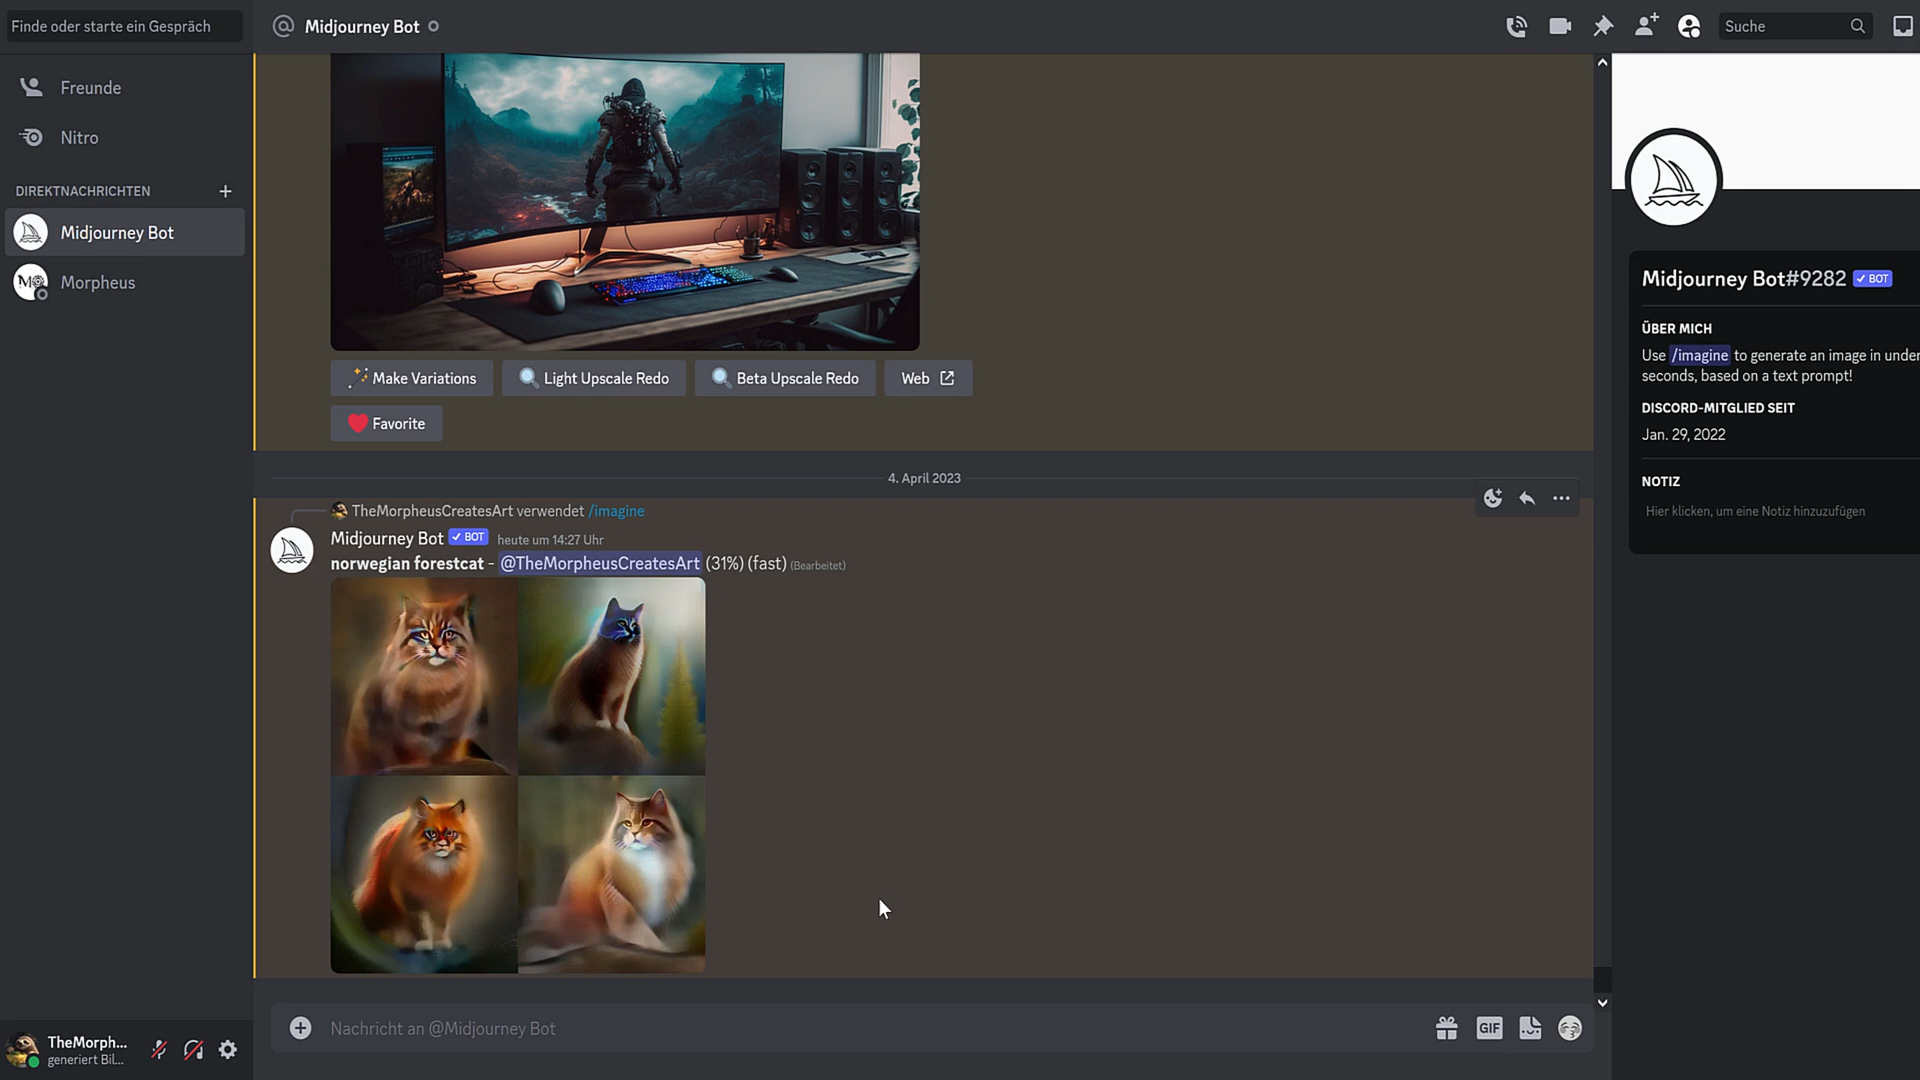 Finde oder starte ein Gespräch
Midjourney Bot
Suche
Freunde
Nitro
DIREKTNACHRICHTEN
Midjourney Bot
Morpheus
Make Variations
Light Upscale Redo
Beta Upscale Redo
Web
Favorite
4. April 2023
TheMorpheusCreatesArt verwendet /imagine
Midjourney Bot BOT heute um 14:27 Uhr
norwegian forestcat - @TheMorpheusCreatesArt (31%) (fast) (Bearbeitet)
Nachricht an @Midjourney Bot
GIF
TheMorph...
generiert Bil...
Midjourney Bot#9282 BOT
ÜBER MICH
Use /imagine to generate an image in under
seconds, based on a text prompt!
DISCORD-MITGLIED SEIT
Jan. 29, 2022
NOTIZ
Hier klicken, um eine Notiz hinzuzufügen